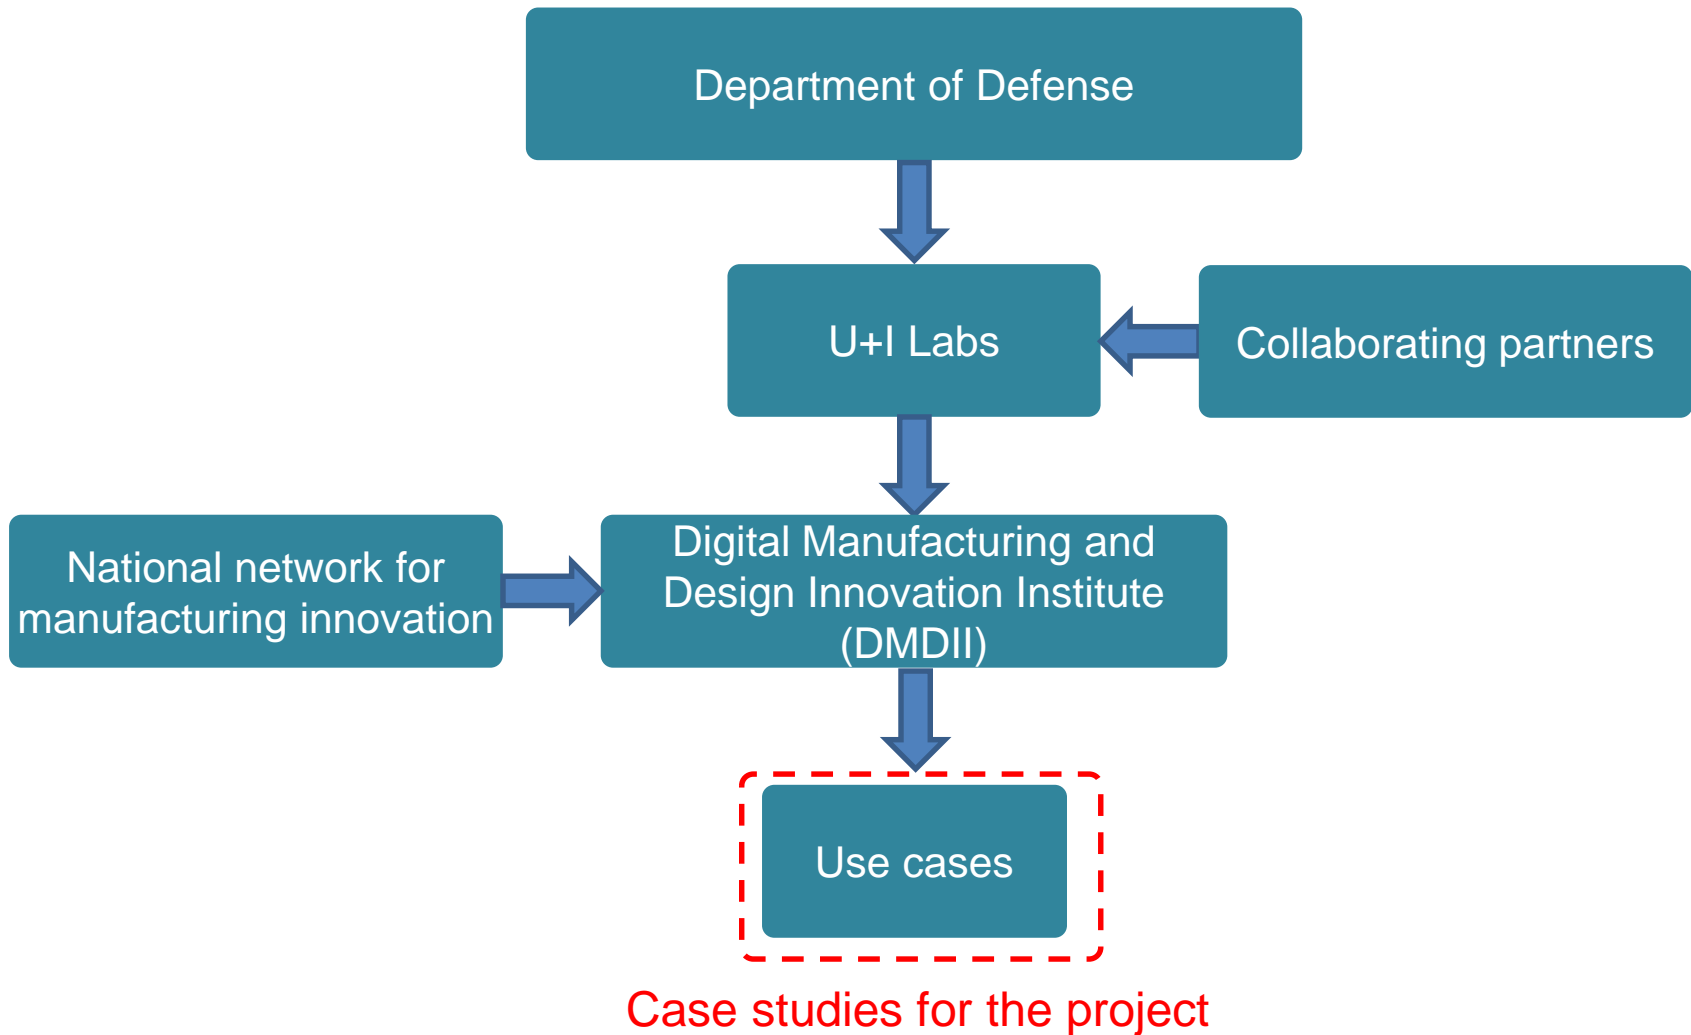 Department of Defense
U+I Labs
Collaborating partners
National network for
manufacturing innovation
Digital Manufacturing and
Design Innovation Institute
(DMDII)
Use cases
Case studies for the project